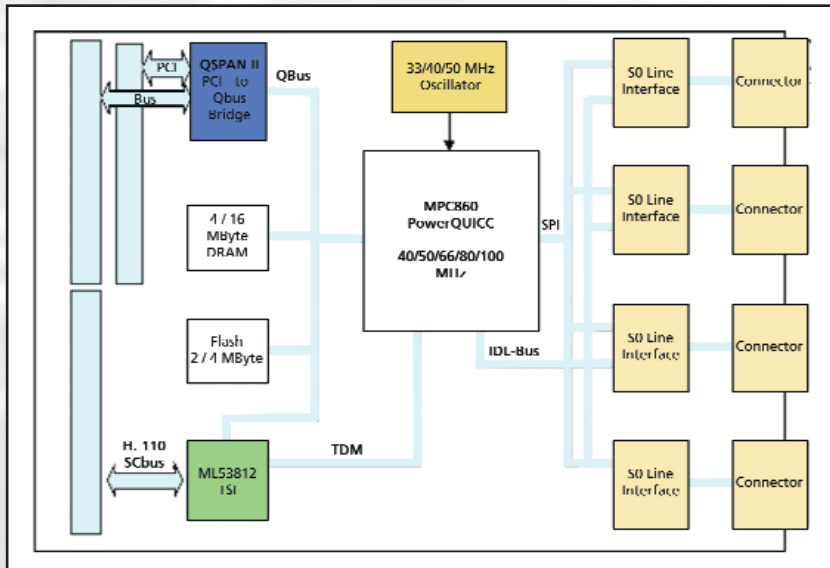 PCI
Bus
QSPAN II
PCI to
Qbus
Bridge
QBus
33/40/50 MHz
Oscillator
S0 Line
Interface
Connector
4 / 16
MByte
DRAM
MPC860
PowerQUICC
40/50/66/80/100
MHz
SPI
S0 Line
Interface
Connector
Flash
2 / 4 MByte
IDL-Bus
S0 Line
Interface
Connector
H. 110
SCbus
ML53812
TSI
TDM
S0 Line
Interface
Connector